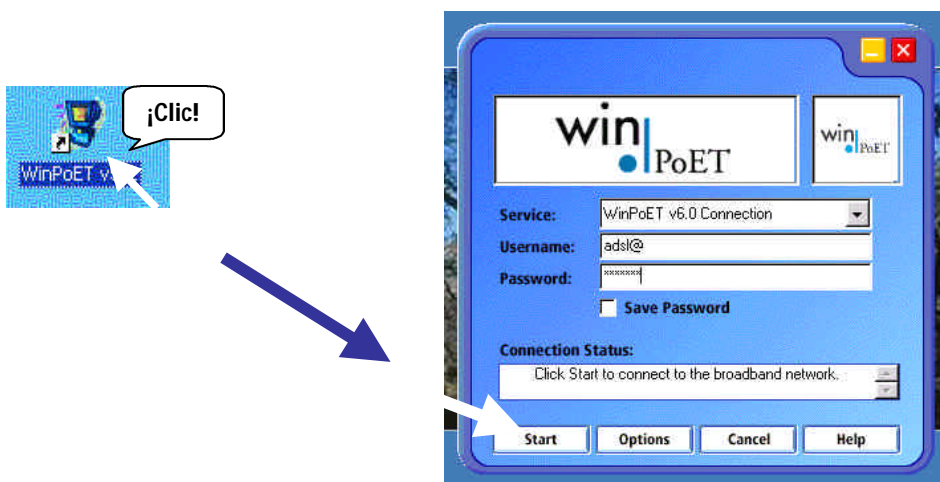 ¡Clic!
WinPoET v
win
PoET
win
PoET
Service:
WinPoET v6.0 Connection
Username:
adsl@
Password:
*******
Save Password
Connection Status:
Click Start to connect to the broadband network.
Start
Options
Cancel
Help